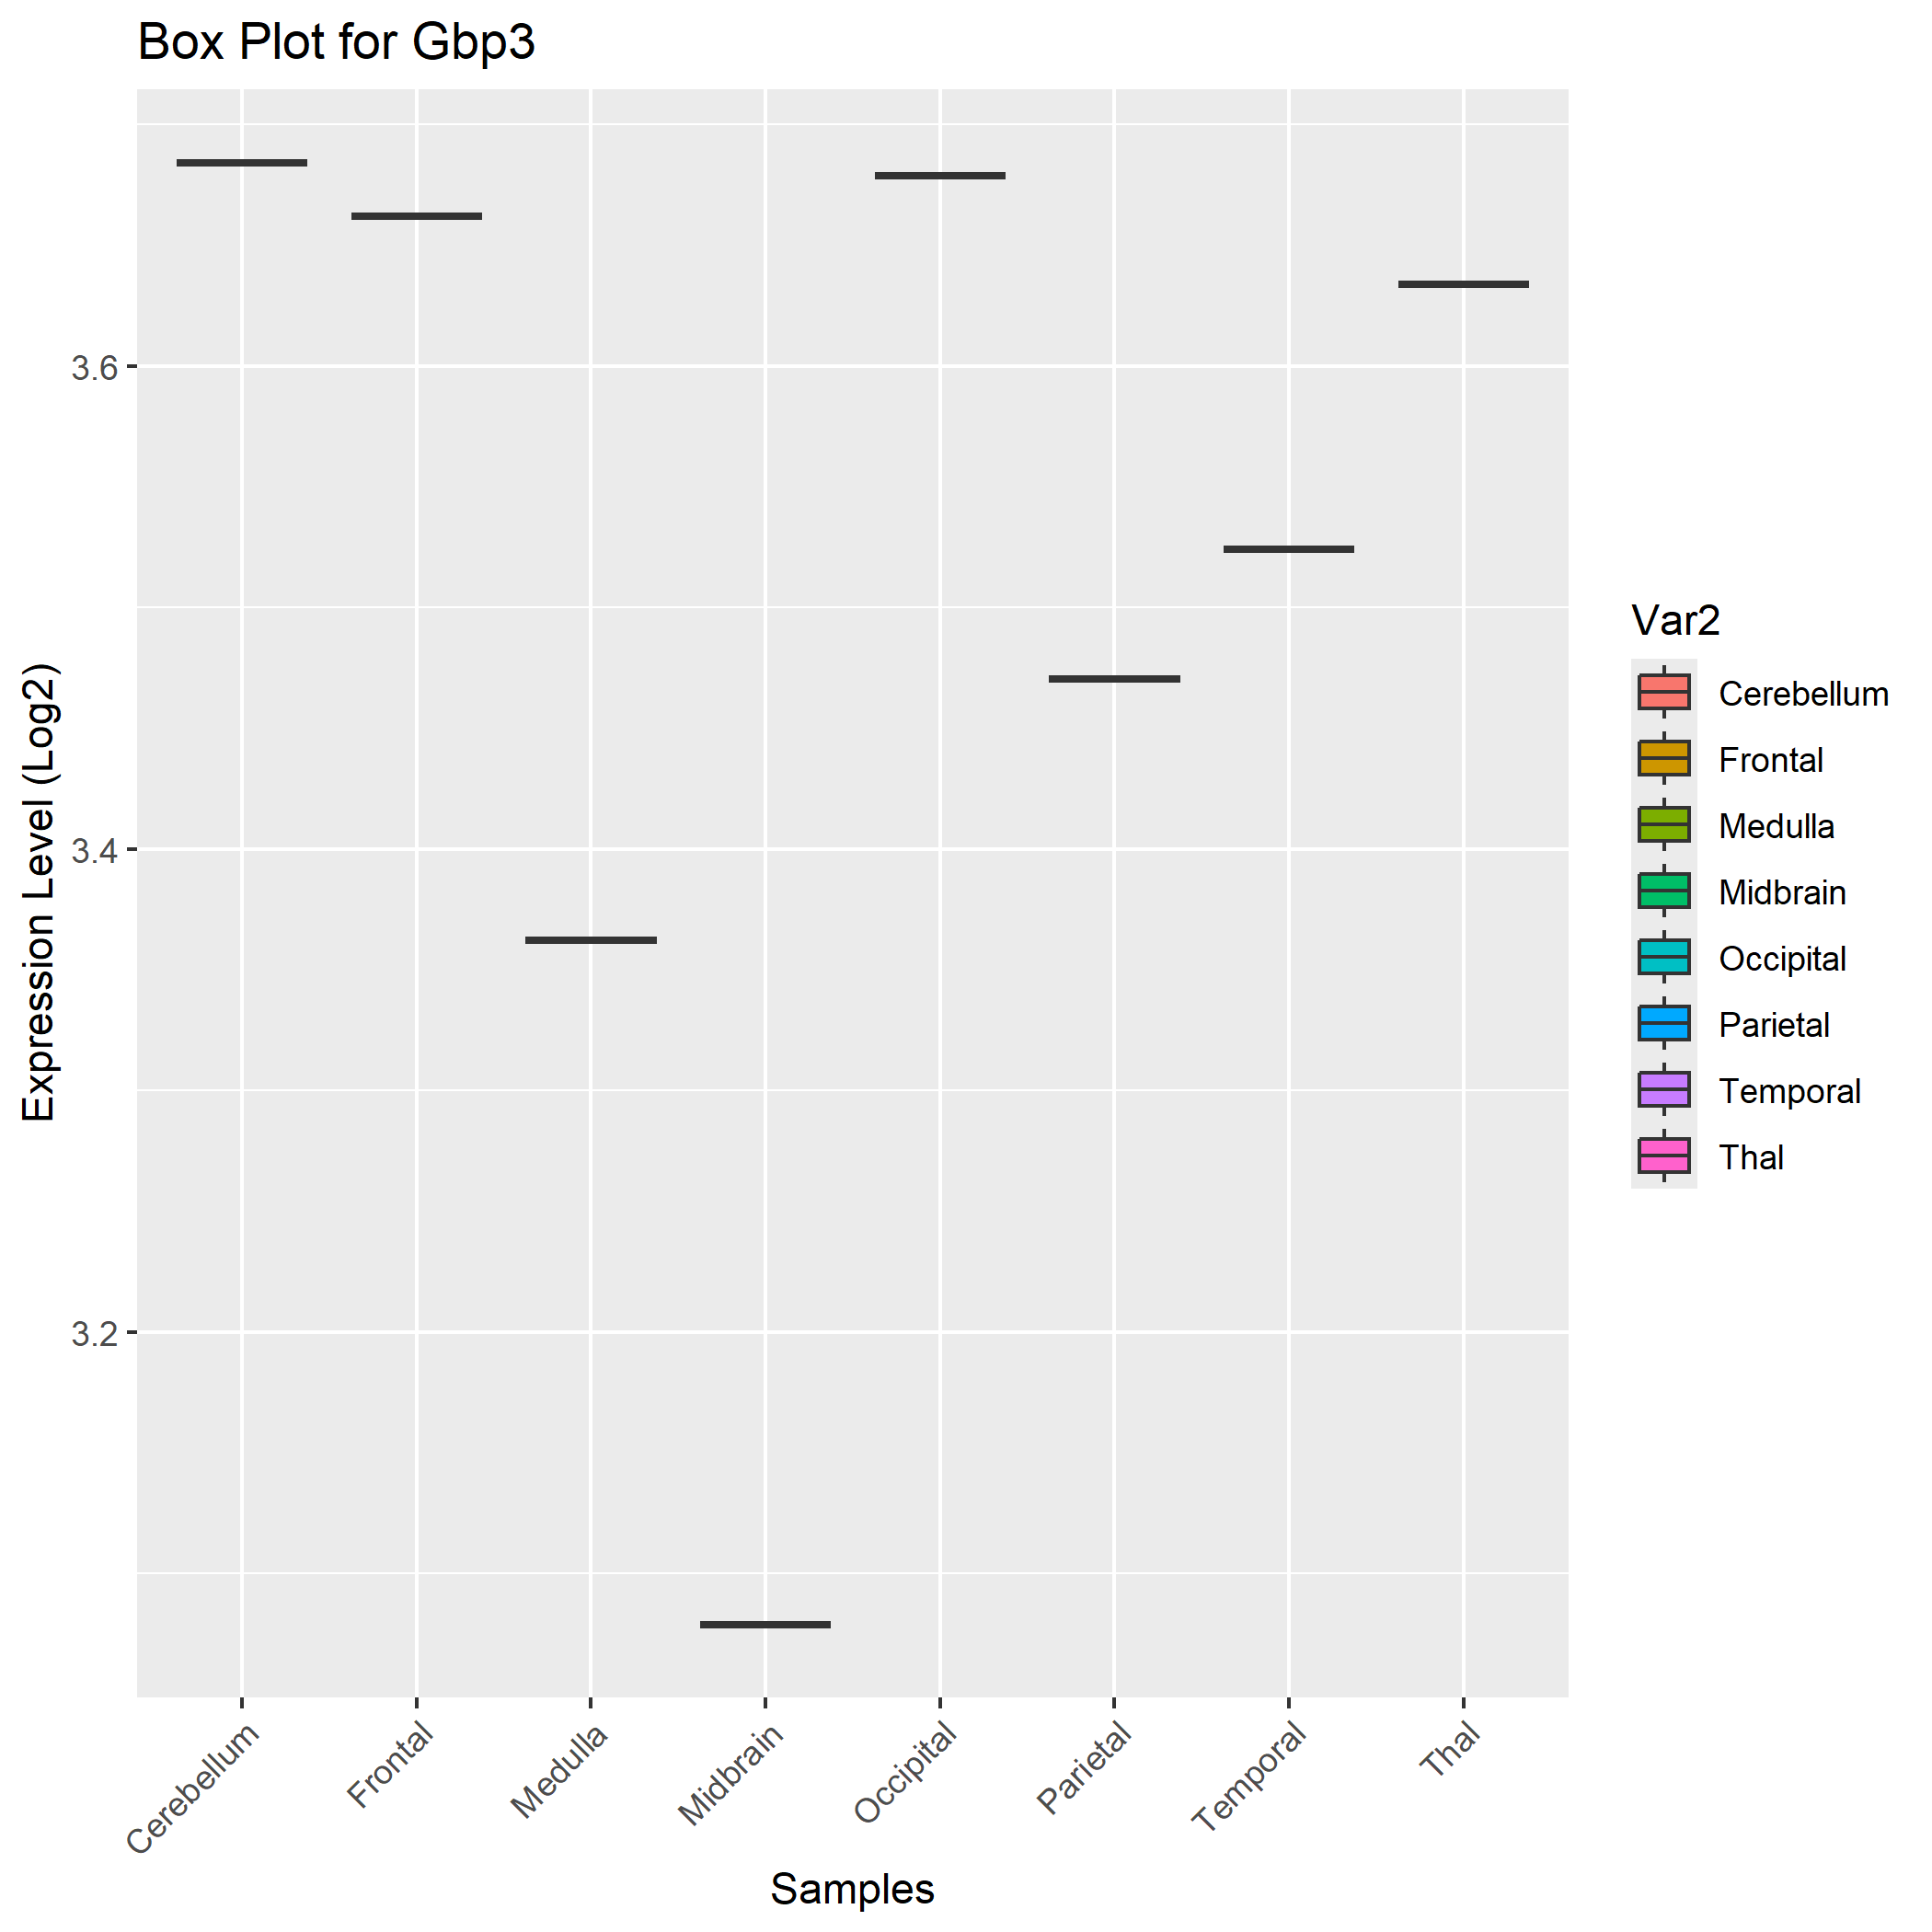 Box Plot for Gbp3
Expression Level (Log2)
3.6
3.4
3.2
Cerebellum
Frontal
Medulla
Midbrain
Occipital
Parietal
Temporal
Thal
Samples
Var2
Cerebellum
Frontal
Medulla
Midbrain
Occipital
Parietal
Temporal
Thal